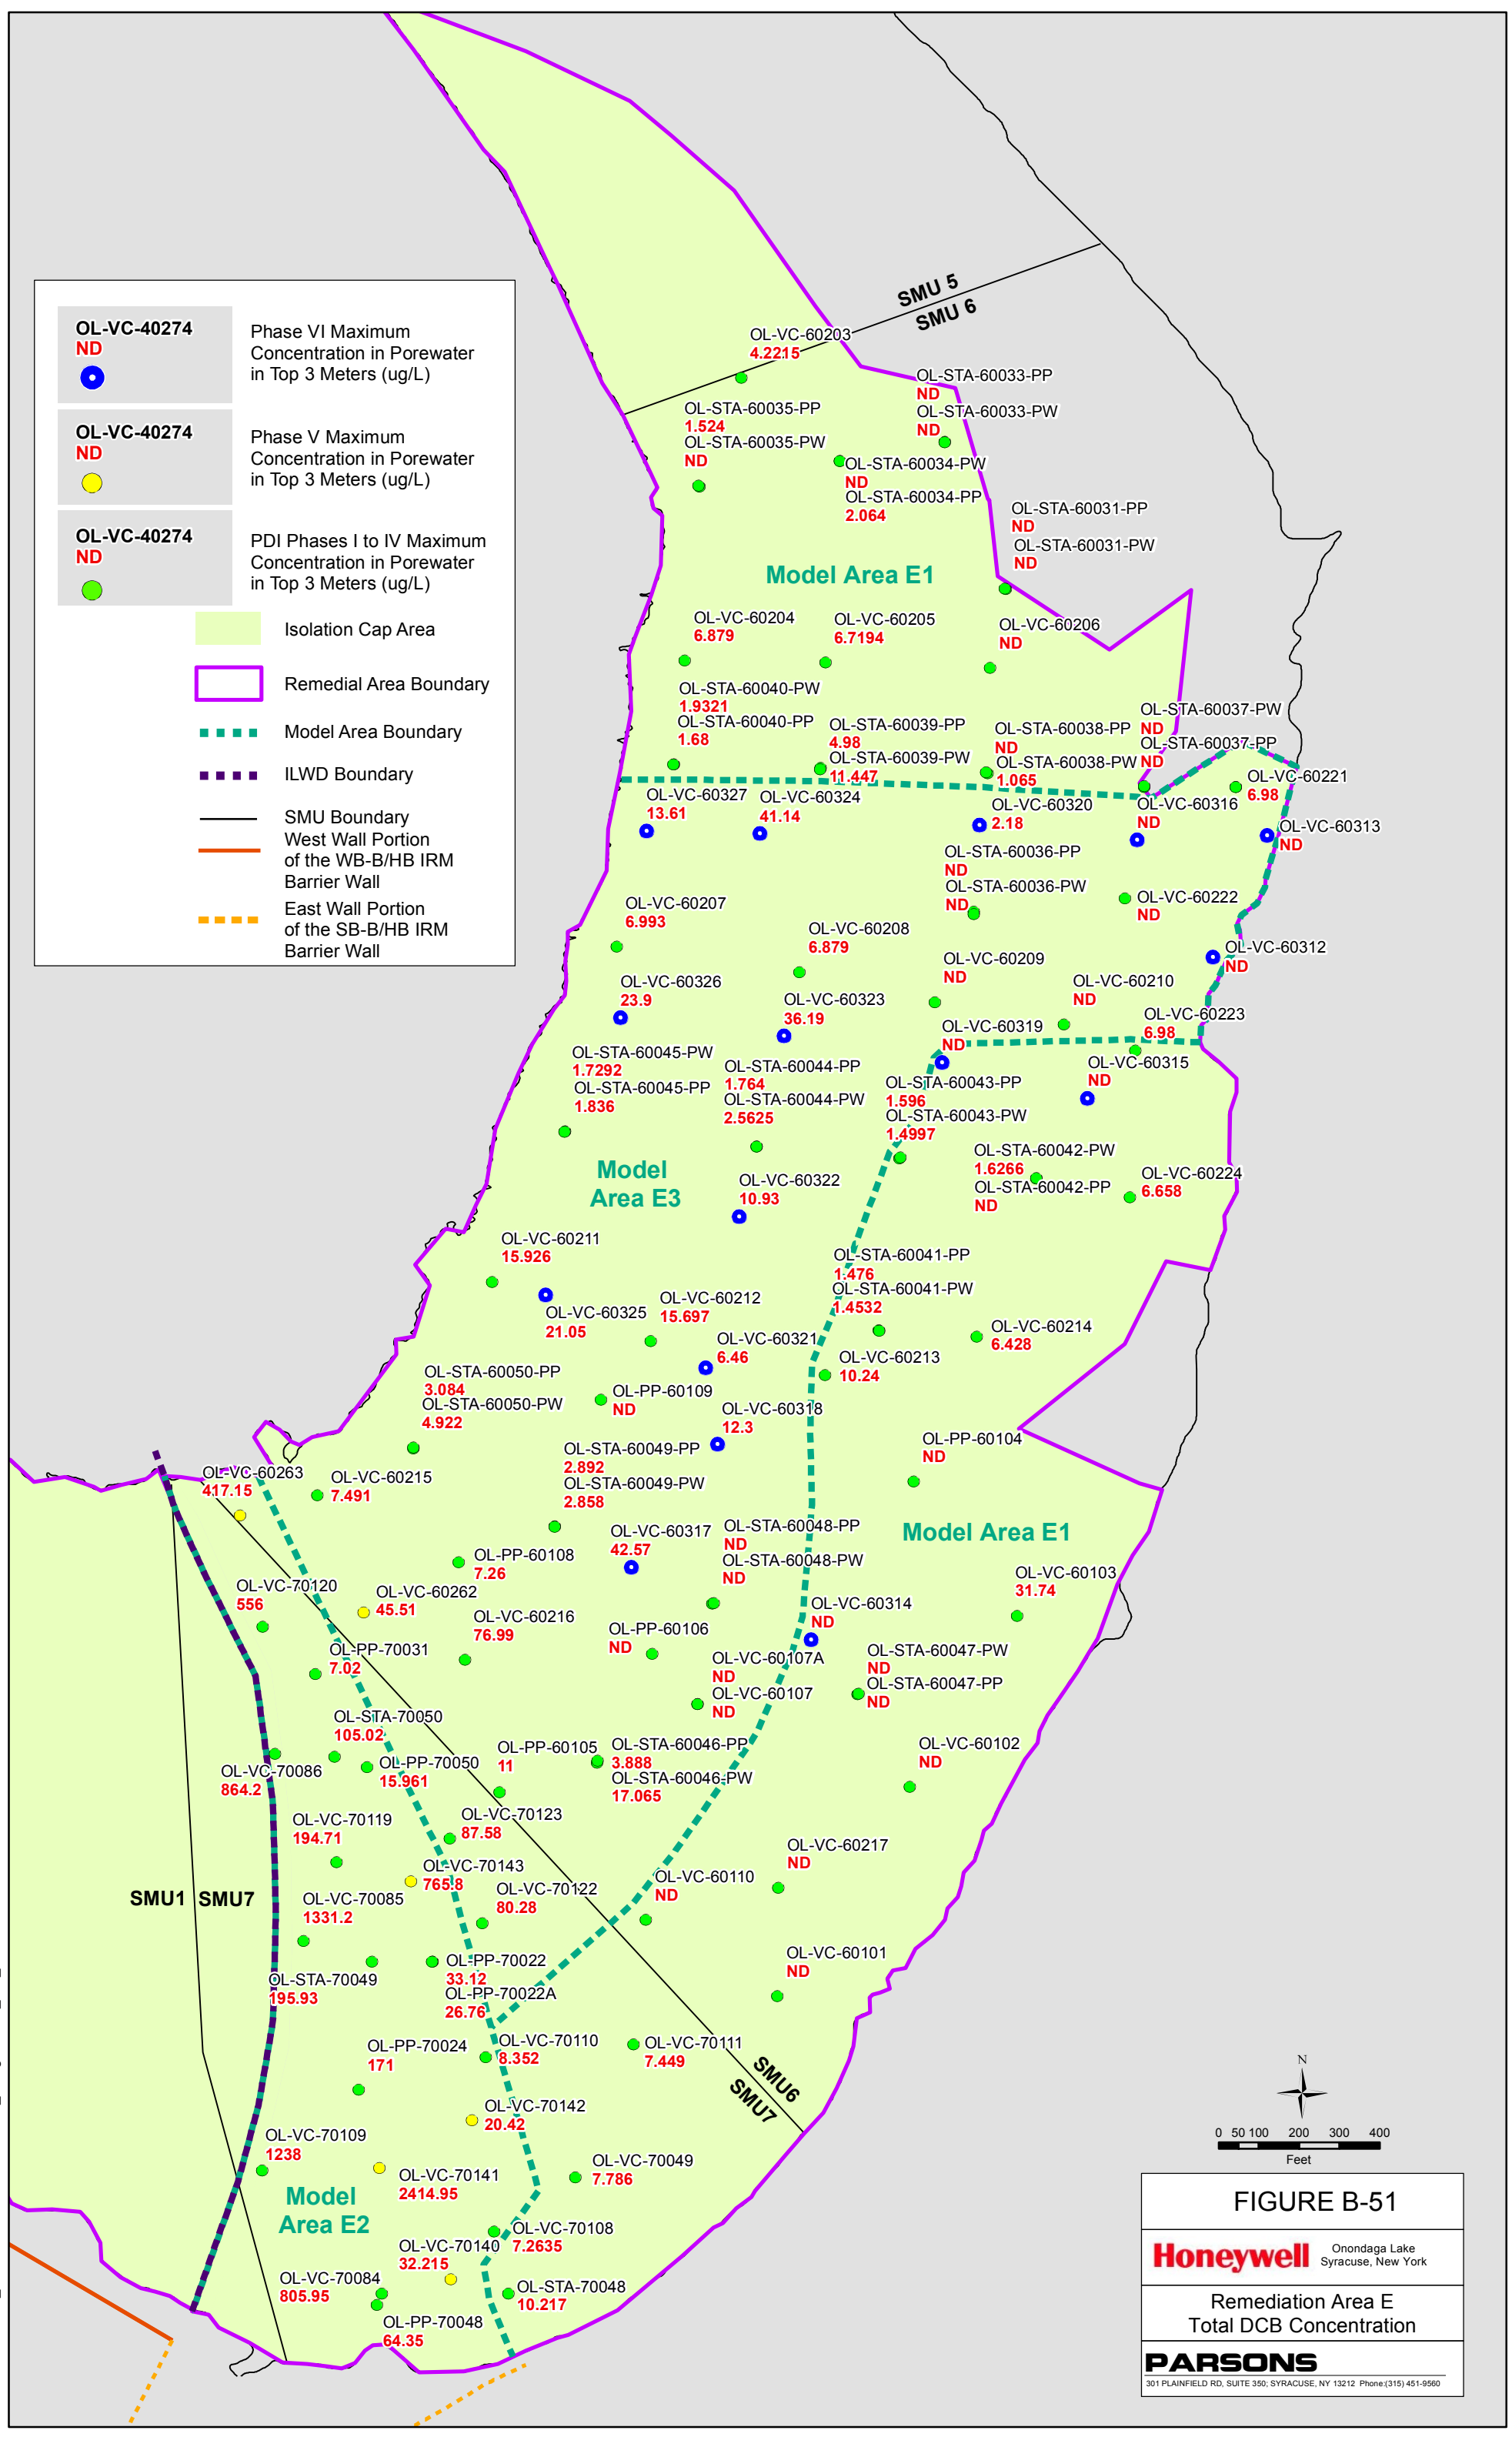 SMU 5
SMU 6
OL-VC-40274
ND
Phase VI Maximum
Concentration in Porewater
in Top 3 Meters (ug/L)
OL-VC-40274
ND
Phase V Maximum
Concentration in Porewater
in Top 3 Meters (ug/L)
OL-VC-40274
ND
PDI Phases I to IV Maximum
Concentration in Porewater
in Top 3 Meters (ug/L)
Isolation Cap Area
Remedial Area Boundary
Model Area Boundary
ILWD Boundary
SMU Boundary
West Wall Portion
of the WB-B/HB IRM
Barrier Wall
East Wall Portion
of the SB-B/HB IRM
Barrier Wall
OL-VC-60203
4.2215
OL-STA-60033-PP
ND
OL-STA-60033-PW
ND
OL-STA-60035-PP
1.524
OL-STA-60035-PW
ND
OL-STA-60034-PW
ND
OL-STA-60034-PP
2.064
OL-STA-60031-PP
ND
OL-STA-60031-PW
ND
Model Area E1
OL-VC-60204
6.879
OL-VC-60205
6.7194
OL-VC-60206
ND
OL-STA-60040-PW
1.9321
OL-STA-60040-PP
1.68
OL-STA-60039-PP
4.98
OL-STA-60039-PW
11.447
OL-STA-60038-PP
ND
OL-STA-60038-PW
1.065
OL-STA-60037-PW
ND
OL-STA-60037-PP
ND
OL-VC-60221
6.98
OL-VC-60327
13.61
OL-VC-60324
41.14
OL-VC-60320
2.18
OL-VC-60316
ND
OL-VC-60313
ND
OL-STA-60036-PP
ND
OL-STA-60036-PW
ND
OL-VC-60222
ND
OL-VC-60207
6.993
OL-VC-60208
6.879
OL-VC-60312
ND
OL-VC-60209
ND
OL-VC-60210
ND
OL-VC-60326
23.9
OL-VC-60323
36.19
OL-VC-60223
6.98
OL-VC-60319
ND
OL-VC-60315
ND
OL-STA-60045-PW
1.7292
OL-STA-60045-PP
1.836
OL-STA-60044-PP
1.764
OL-STA-60044-PW
2.5625
OL-STA-60043-PP
1.596
OL-STA-60043-PW
1.4997
OL-STA-60042-PW
1.6266
OL-STA-60042-PP
ND
OL-VC-60224
6.658
Model
Area E3
OL-VC-60322
10.93
OL-VC-60211
15.926
OL-STA-60041-PP
1.476
OL-STA-60041-PW
1.4532
OL-VC-60325
21.05
OL-VC-60212
15.697
OL-VC-60321
6.46
OL-VC-60214
6.428
OL-VC-60213
10.24
OL-STA-60050-PP
3.084
OL-STA-60050-PW
4.922
OL-PP-60109
ND
OL-VC-60318
12.3
OL-PP-60104
ND
OL-STA-60049-PP
2.892
OL-STA-60049-PW
2.858
OL-VC-60263
417.15
OL-VC-60215
7.491
OL-VC-60317
42.57
OL-STA-60048-PP
ND
OL-STA-60048-PW
ND
Model Area E1
OL-PP-60108
7.26
OL-VC-60103
31.74
OL-VC-70120
556
OL-VC-60262
45.51
OL-VC-60216
76.99
OL-VC-60314
ND
OL-PP-60106
ND
OL-PP-70031
7.02
OL-VC-60107A
ND
OL-VC-60107
ND
OL-STA-60047-PW
ND
OL-STA-60047-PP
ND
OL-STA-70050
105.02
OL-PP-70050
15.961
OL-VC-70086
864.2
OL-PP-60105
11
OL-STA-60046-PP
3.888
OL-STA-60046-PW
17.065
OL-VC-60102
ND
OL-VC-70119
194.71
OL-VC-70123
87.58
OL-VC-60217
ND
OL-VC-70143
765.8
OL-VC-70122
80.28
OL-VC-60110
ND
SMU1
SMU7
OL-VC-70085
1331.2
OL-PP-70022
33.12
OL-PP-70022A
26.76
OL-STA-70049
195.93
OL-VC-60101
ND
OL-PP-70024
171
OL-VC-70110
8.352
OL-VC-70111
7.449
SMU6
SMU7
OL-VC-70142
20.42
OL-VC-70109
1238
OL-VC-70141
2414.95
OL-VC-70049
7.786
Model
Area E2
OL-VC-70108
7.2635
OL-VC-70140
32.215
OL-VC-70084
805.95
OL-STA-70048
10.217
OL-PP-70048
64.35
N
0 50 100 200 300 400
Feet
FIGURE B-51
Honeywell
Onondaga Lake
Syracuse, New York
Remediation Area E
Total DCB Concentration
PARSONS
301 PLAINFIELD RD, SUITE 350; SYRACUSE, NY 13212 Phone:(315) 451-9560